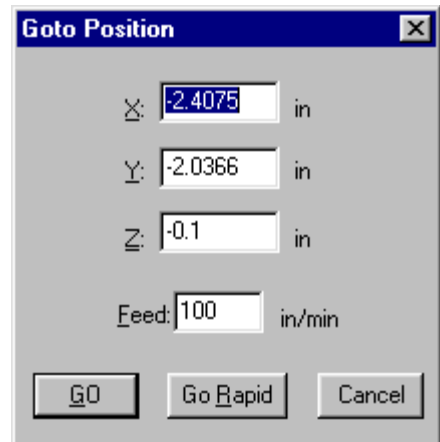 Goto Position
X: -2.4075 in
Y: -2.0366 in
Z: -0.1 in
Feed: 100 in/min
GO Go Rapid Cancel